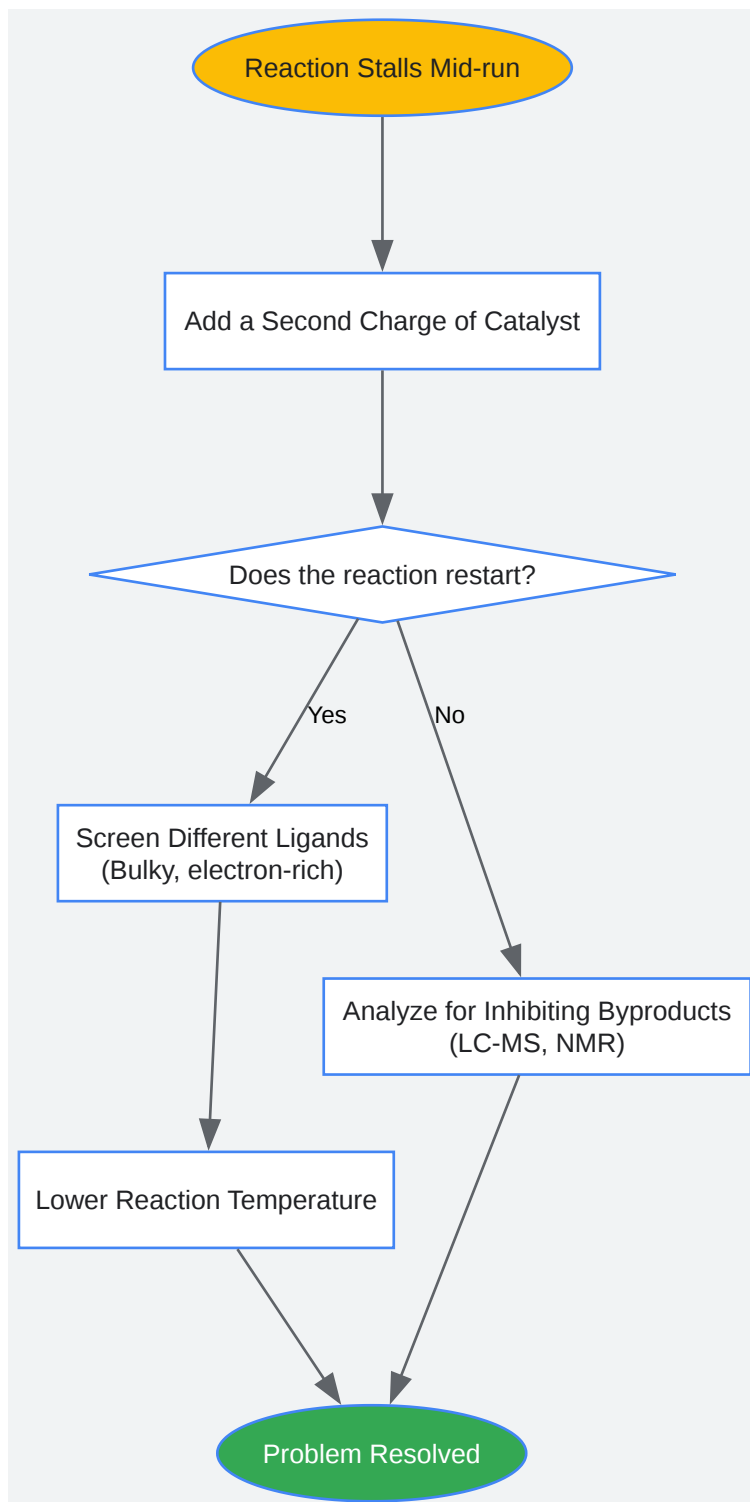 Reaction Stalls Mid-run
Add a Second Charge of Catalyst
Does the reaction restart?
Yes
No
Screen Different Ligands
(Bulky, electron-rich)
Analyze for Inhibiting Byproducts
(LC-MS, NMR)
Lower Reaction Temperature
Problem Resolved